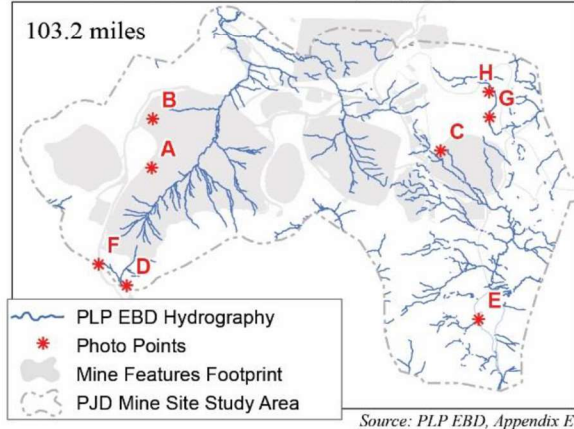 103.2 miles
H
B
G
C
A
F
D
E
PLP EBD Hydrography
Photo Points
Mine Features Footprint
PJD Mine Site Study Area
Source: PLP EBD, Appendix E